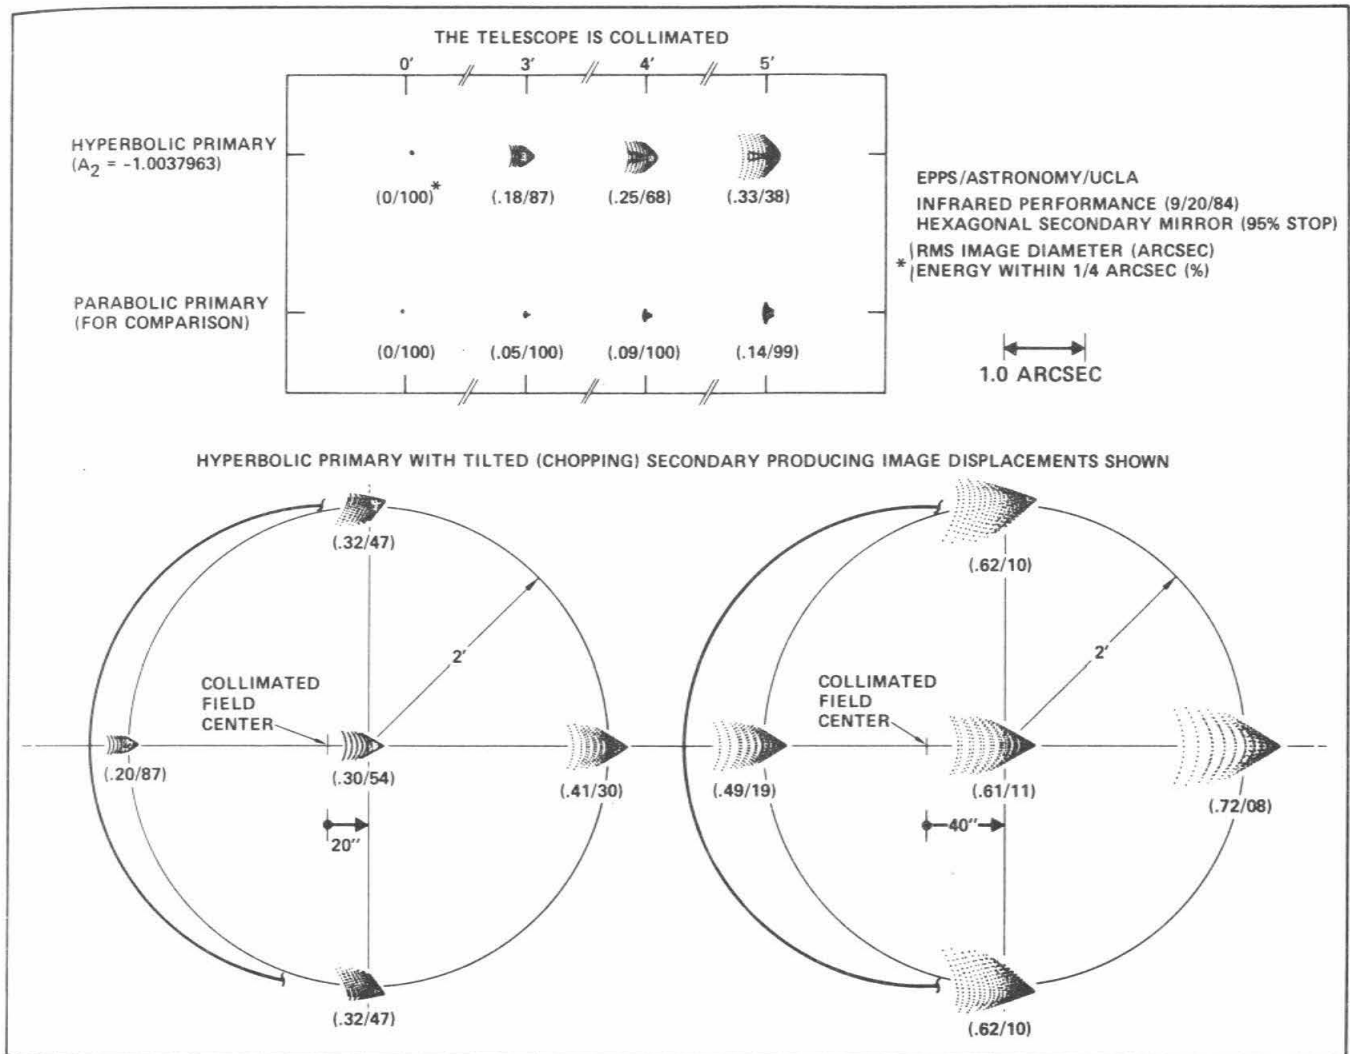 THE TELESCOPE IS COLLIMATED
0' 3' 4' 5'
HYPERBOLIC PRIMARY
(A2 = -1.0037963)
(0/100)* (.18/87) (.25/68) (.33/38)
PARABOLIC PRIMARY
(FOR COMPARISON)
(0/100) (.05/100) (.09/100) (.14/99)
EPPS/ASTRONOMY/UCLA
INFRARED PERFORMANCE (9/20/84)
HEXAGONAL SECONDARY MIRROR (95% STOP)
* RMS IMAGE DIAMETER (ARCSEC)
ENERGY WITHIN 1/4 ARCSEC (%)
1.0 ARCSEC
HYPERBOLIC PRIMARY WITH TILTED (CHOPPING) SECONDARY PRODUCING IMAGE DISPLACEMENTS SHOWN
(.32/47)
2'
COLLIMATED
FIELD
CENTER
(.20/87) (.30/54) (.41/30)
20"
(.32/47)
(.62/10)
2'
COLLIMATED
FIELD
CENTER
(.49/19) (.61/11) (.72/08)
40"
(.62/10)